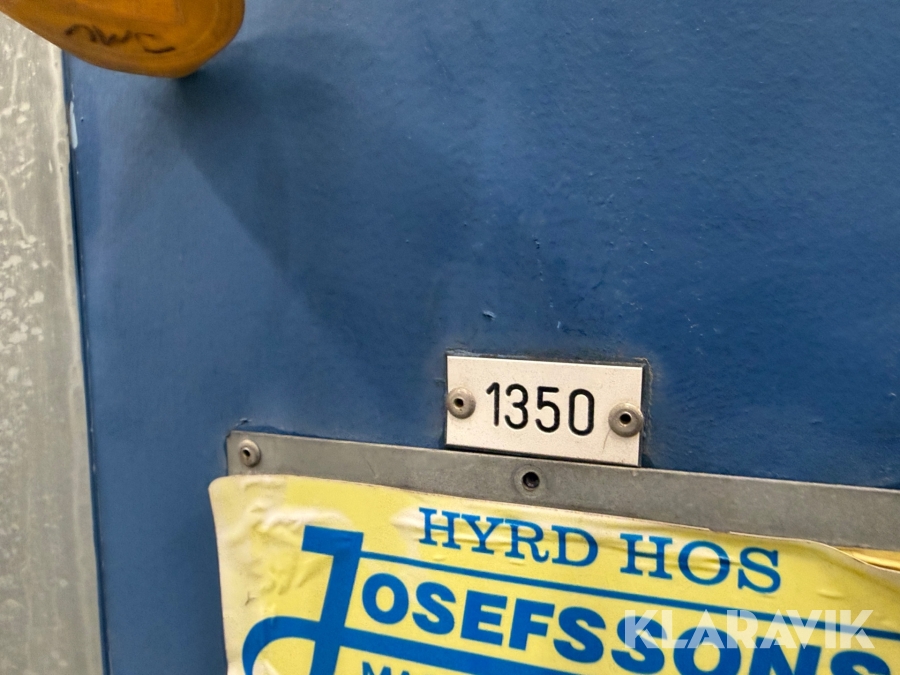 1350
HYRD HOS
JOSEFSSONS
KLARAVIK